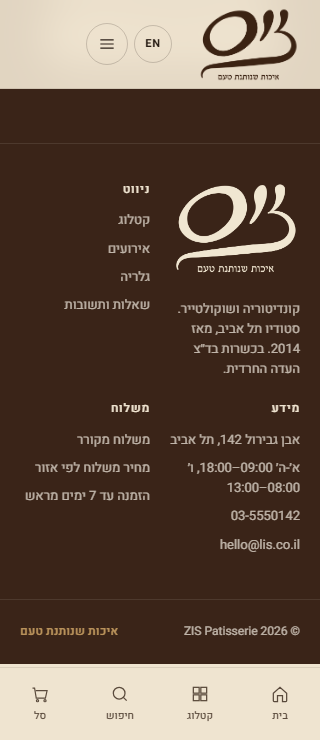 ציס
איכות שנותנת טעם
EN
ציס
איכות שנותנת טעם
קונדיטוריה ושוקולטייר.
סטודיו תל אביב, מאז
2014. בכשרות בד״צ
העדה החרדית.
ניווט
קטלוג
אירועים
גלריה
שאלות ותשובות
מידע
אבן גבירול 142, תל אביב
א׳-ה׳ 09:00–18:00, ו׳
08:00–13:00
03-5550142
hello@lis.co.il
משלוח
משלוח מקורר
מחיר משלוח לפי אזור
הזמנה עד 7 ימים מראש
© 2026 ZIS Patisserie
איכות שנותנת טעם
בית
קטלוג
חיפוש
סל